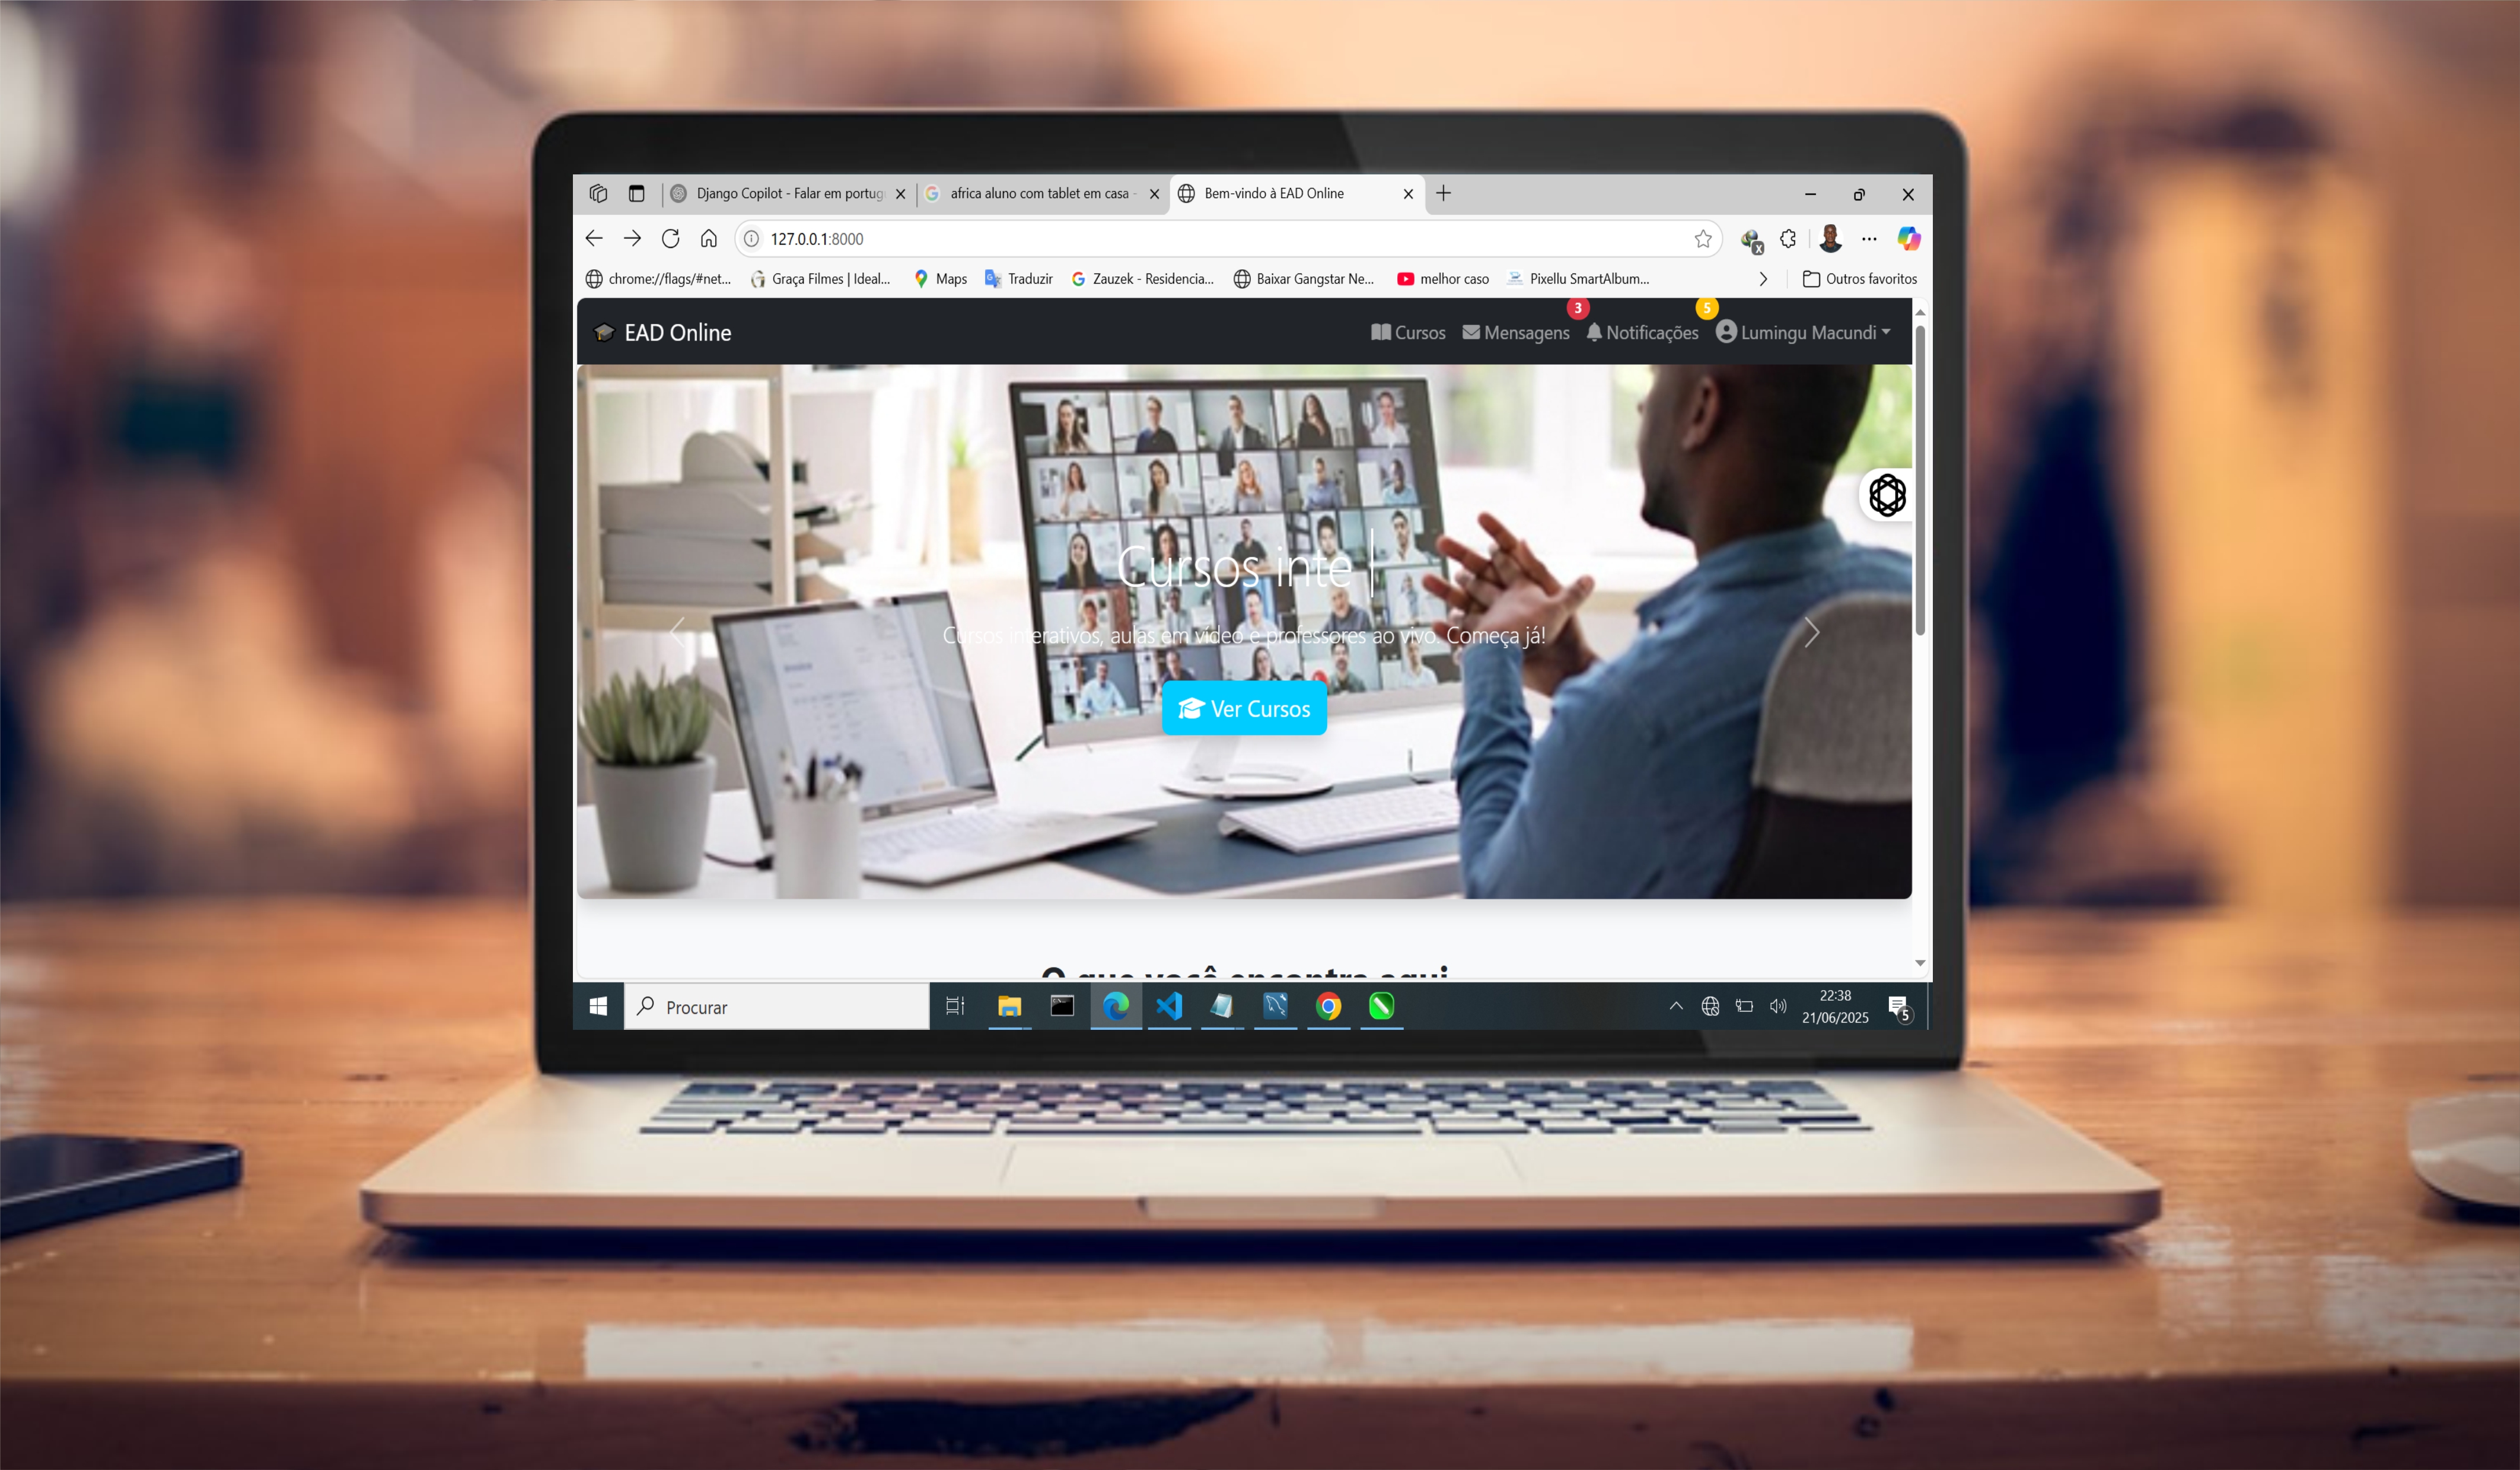 Django Copilot - Falar em portug
africa aluno com tablet em casa -
Bem-vindo à EAD Online
127.0.0.1:8000
chrome://flags/#net...
Graça Filmes | Ideal...
Maps
Traduzir
Zauzek - Residencia...
Baixar Gangstar Ne...
melhor caso
Pixellu SmartAlbum...
Outros favoritos
EAD Online
Cursos
Mensagens
3
Notificações
5
Lumingu Macundi
Cursos inte
Cursos interativos, aulas em vídeo e professores ao vivo. Começa já!
Ver Cursos
O que você encontra aqui
Procurar
22:38
21/06/2025
5